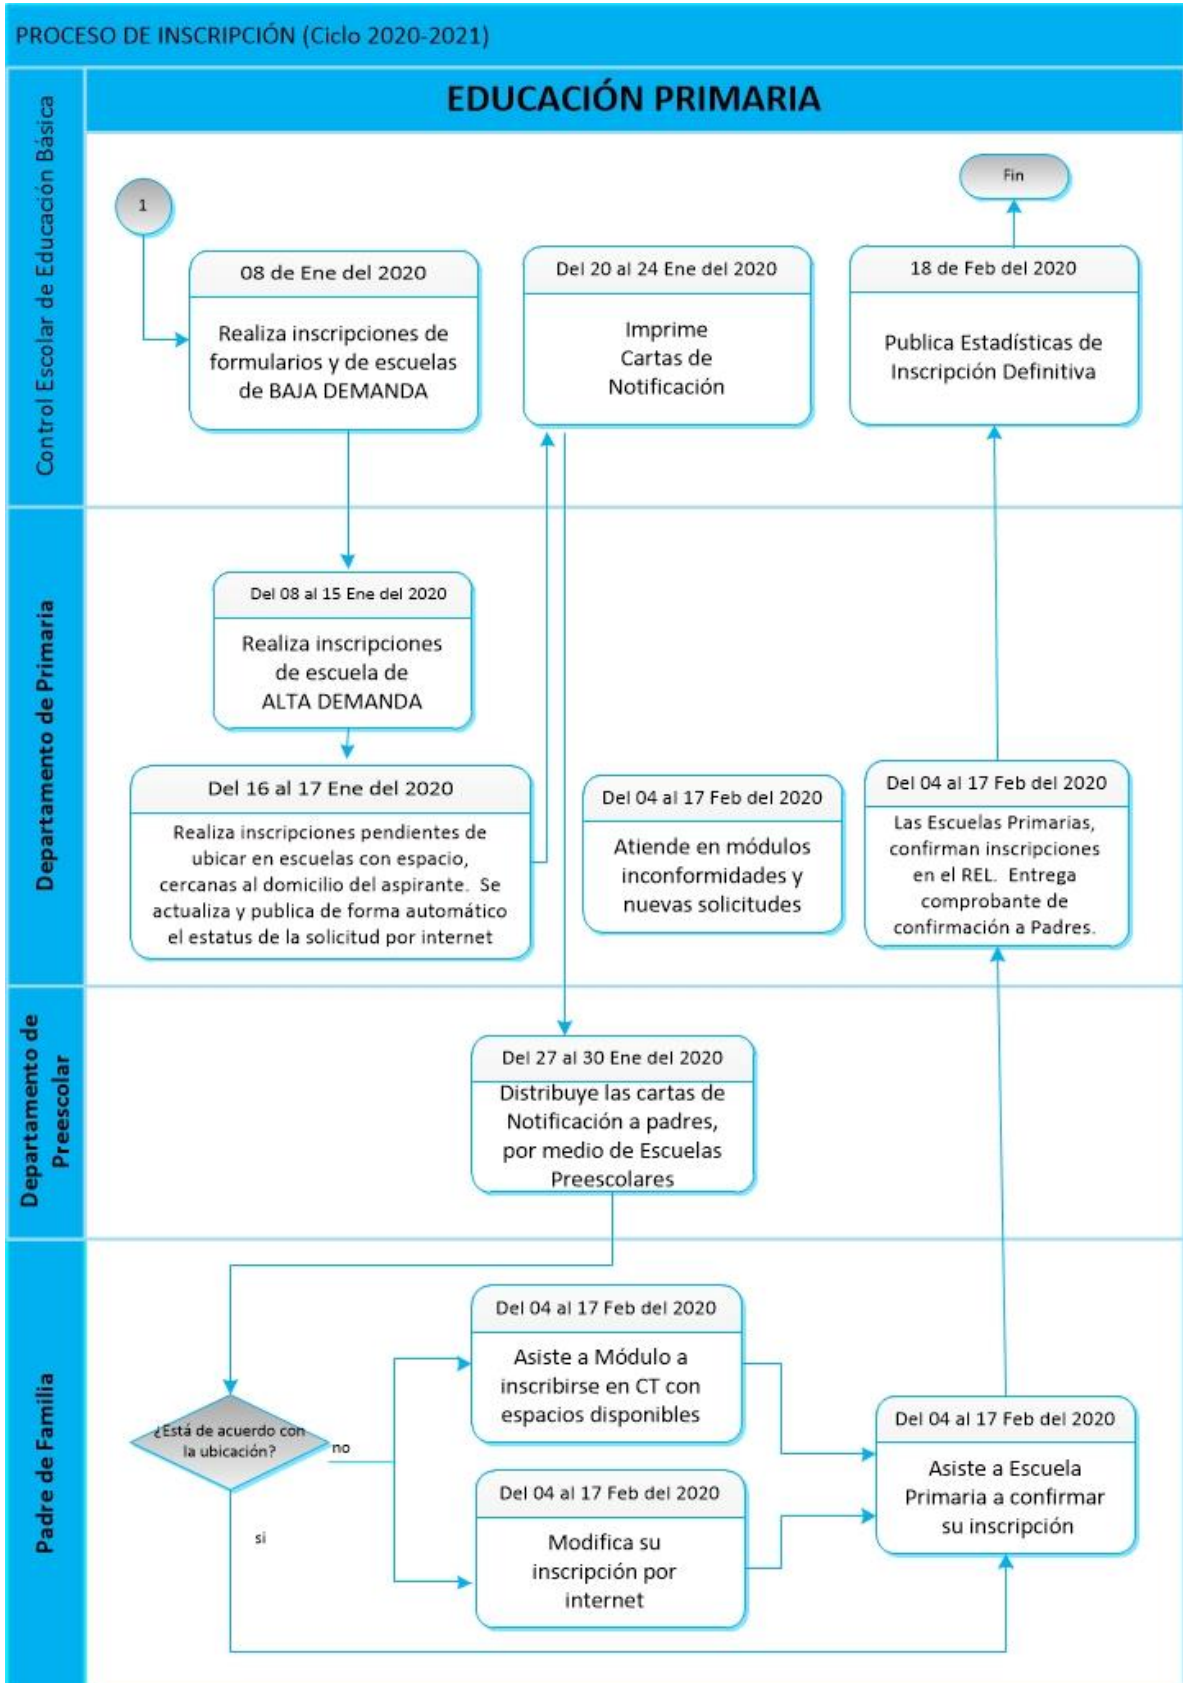 PROCESO DE INSCRIPCIÓN (Ciclo 2020-2021)
EDUCACIÓN PRIMARIA
Control Escolar de Educación Básica
1
08 de Ene del 2020
Realiza inscripciones de
formularios y de escuelas
de BAJA DEMANDA
Del 20 al 24 Ene del 2020
Imprime
Cartas de
Notificación
Fin
18 de Feb del 2020
Publica Estadísticas de
Inscripción Definitiva
Departamento de Primaria
Del 08 al 15 Ene del 2020
Realiza inscripciones
de escuela de
ALTA DEMANDA
Del 16 al 17 Ene del 2020
Realiza inscripciones pendientes de
ubicar en escuelas con espacio,
cercanas al domicilio del aspirante. Se
actualiza y publica de forma automático
el estatus de la solicitud por internet
Del 04 al 17 Feb del 2020
Atiende en módulos
inconformidades y
nuevas solicitudes
Del 04 al 17 Feb del 2020
Las Escuelas Primarias,
confirman inscripciones
en el REL. Entrega
comprobante de
confirmación a Padres.
Departamento de
Preescolar
Del 27 al 30 Ene del 2020
Distribuye las cartas de
Notificación a padres,
por medio de Escuelas
Preescolares
Padre de Familia
¿Está de acuerdo con
la ubicación?
no
si
Del 04 al 17 Feb del 2020
Asiste a Módulo a
inscribirse en CT con
espacios disponibles
Del 04 al 17 Feb del 2020
Modifica su
inscripción por
internet
Del 04 al 17 Feb del 2020
Asiste a Escuela
Primaria a confirmar
su inscripción